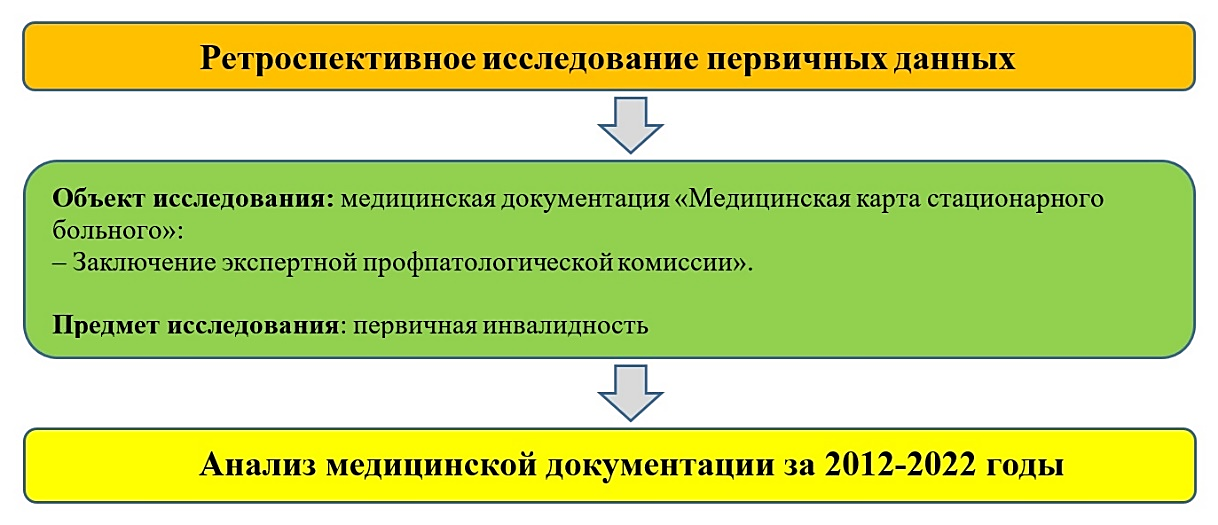 Ретроспективное исследование первичных данных
Объект исследования: медицинская документация «Медицинская карта стационарного
больного»:
– Заключение экспертной профпатологической комиссии».
Предмет исследования: первичная инвалидность
Анализ медицинской документации за 2012-2022 годы